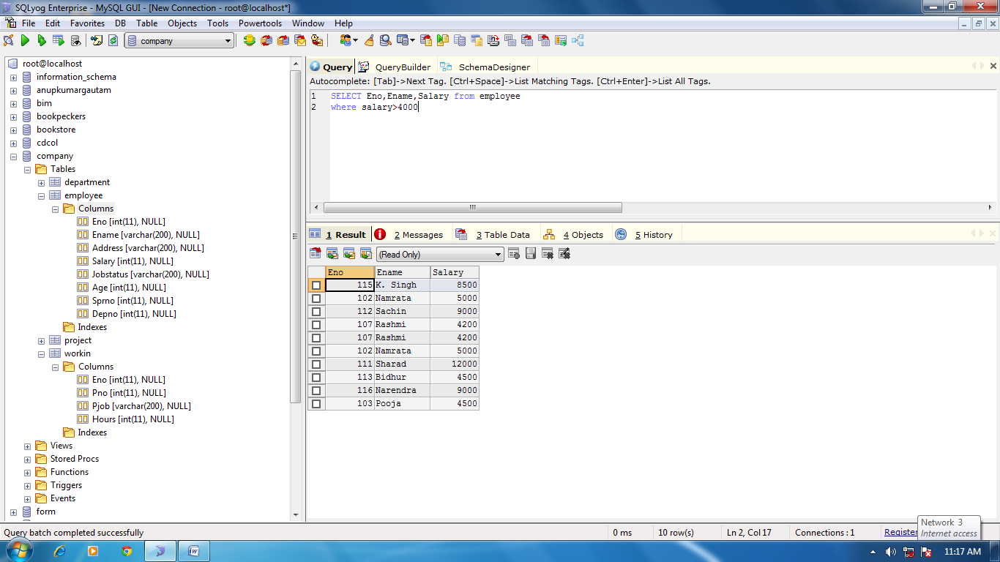 SQLyog Enterprise - MySQL GUI - [New Connection - root@localhost*]
File Edit Favorites DB Table Objects Tools Powertools Window Help
company
root@localhost
information_schema
anupkumargautam
bim
bookpeckers
bookstore
cdcol
company
Tables
department
employee
Columns
Eno [int(11), NULL]
Ename [varchar(200), NULL]
Address [varchar(200), NULL]
Salary [int(11), NULL]
Jobstatus [varchar(200), NULL]
Age [int(11), NULL]
Sprno [int(11), NULL]
Depno [int(11), NULL]
Indexes
project
workin
Columns
Eno [int(11), NULL]
Pno [int(11), NULL]
Pjob [varchar(200), NULL]
Hours [int(11), NULL]
Indexes
Views
Stored Procs
Functions
Triggers
Events
form
Query QueryBuilder SchemaDesigner
Autocomplete: [Tab]->Next Tag. [Ctrl+Space]->List Matching Tags. [Ctrl+Enter]->List All Tags.
1 SELECT Eno,Ename,Salary from employee
2 where salary>4000
1 Result 2 Messages 3 Table Data 4 Objects 5 History
(Read Only)
Eno Ename Salary
115 K. Singh 8500
102 Namrata 5000
112 Sachin 9000
107 Rashmi 4200
107 Rashmi 4200
102 Namrata 5000
111 Sharad 12000
113 Bidhur 4500
116 Narendra 9000
103 Pooja 4500
Query batch completed successfully 0 ms 10 row(s) Ln 2, Col 17 Connections : 1 Register
Network 3
Internet access
11:17 AM